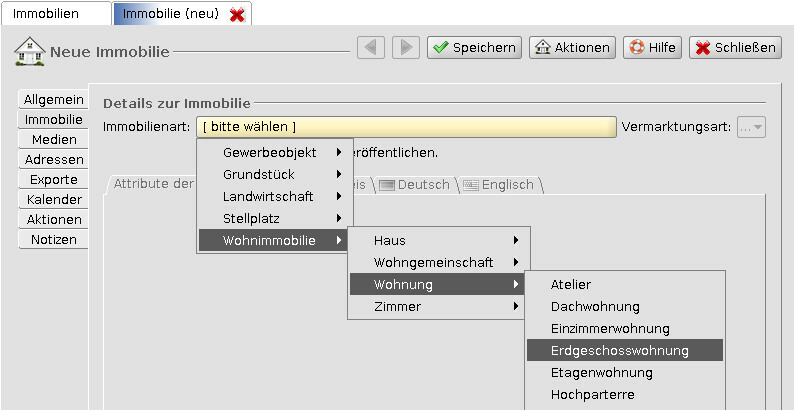 Immobilien Immobilie (neu)
Neue Immobilie Speichern Aktionen Hilfe Schließen
Allgemein
Immobilie
Medien
Adressen
Exporte
Kalender
Aktionen
Notizen
Details zur Immobilie
Immobilienart: [ bitte wählen ] Vermarktungsart: ...
eröffentlichen.
Attribute der Deutsch Englisch
Gewerbeobjekt
Grundstück
Landwirtschaft
Stellplatz
Wohnimmobilie
Haus
Wohngemeinschaft
Wohnung
Zimmer
Atelier
Dachwohnung
Einzimmerwohnung
Erdgeschosswohnung
Etagenwohnung
Hochparterre